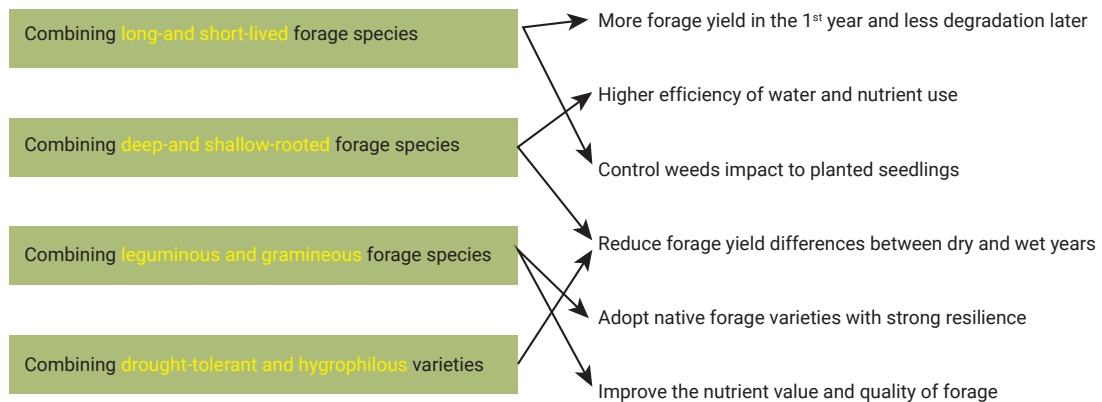 Combining long-and short-lived forage species
Combining deep-and shallow-rooted forage species
Combining leguminous and gramineous forage species
Combining drought-tolerant and hygrophilous varieties
More forage yield in the 1st year and less degradation later
Higher efficiency of water and nutrient use
Control weeds impact to planted seedlings
Reduce forage yield differences between dry and wet years
Adopt native forage varieties with strong resilience
Improve the nutrient value and quality of forage